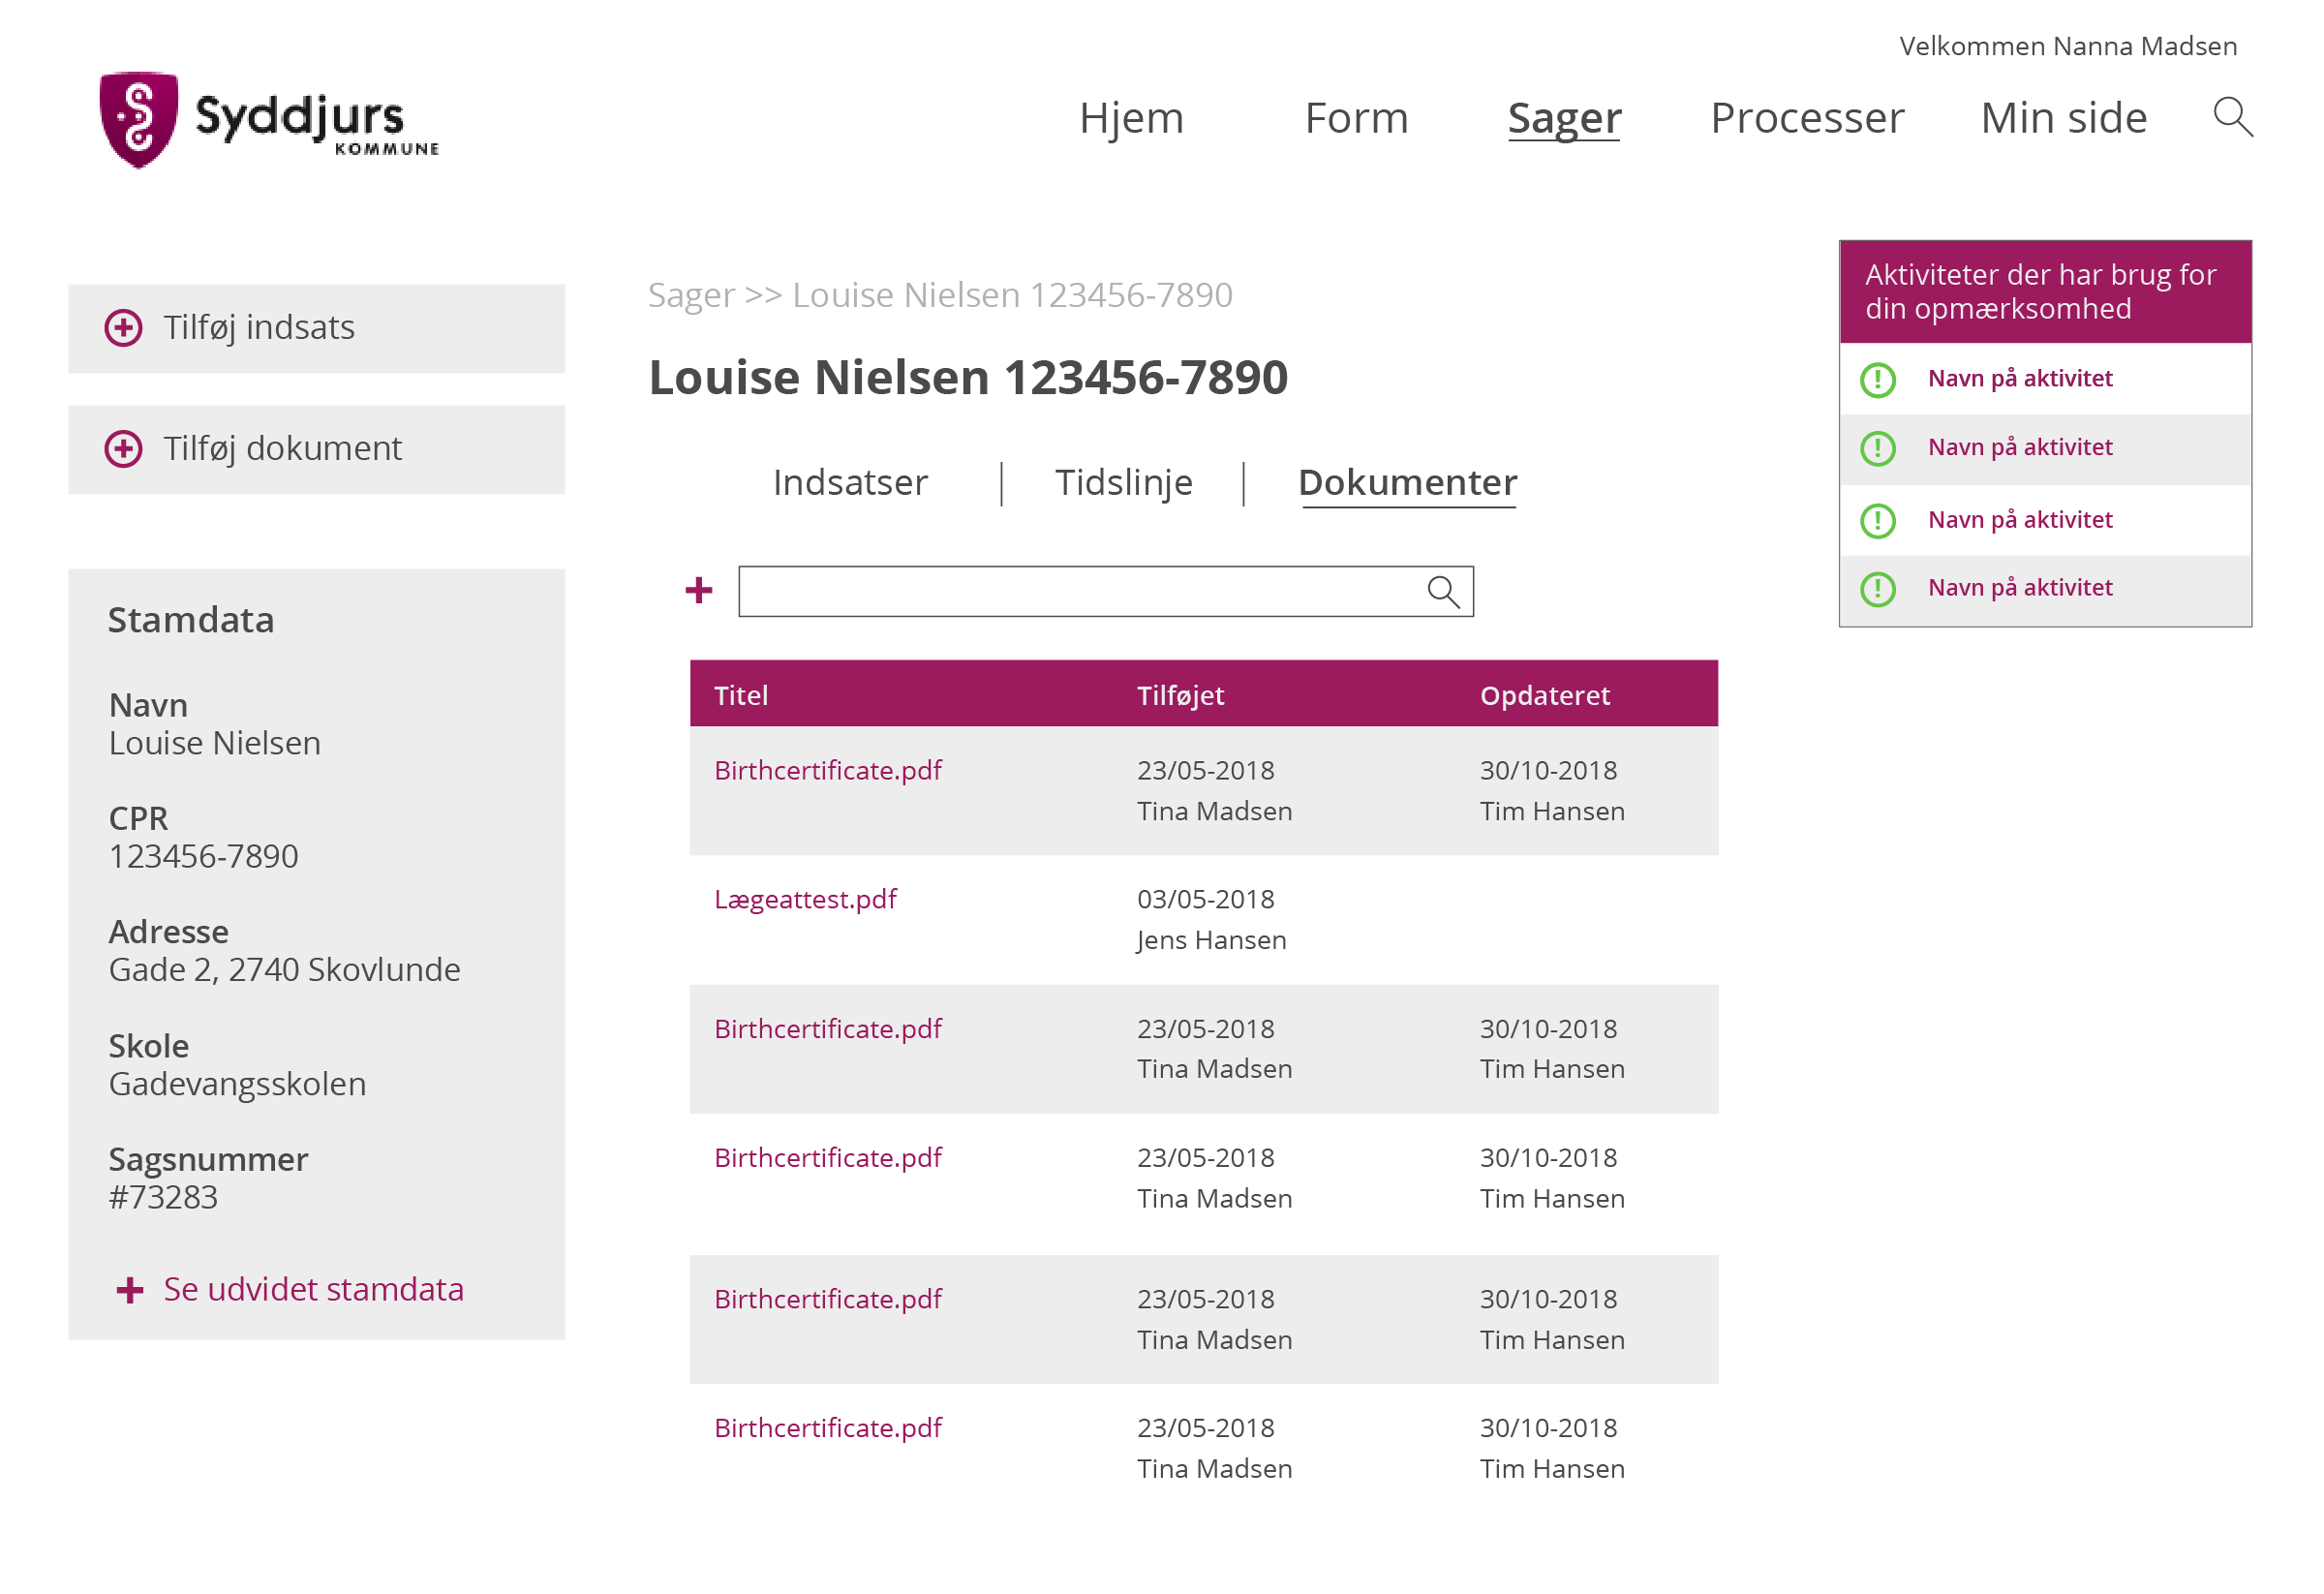 Velkommen Nanna Madsen
Syddjurs
KOMMUNE
Hjem Form Sager Processer Min side
Tilføj indsats
Tilføj dokument
Stamdata
Navn
Louise Nielsen
CPR
123456-7890
Adresse
Gade 2, 2740 Skovlunde
Skole
Gadevangsskolen
Sagsnummer
#73283
Se udvidet stamdata
Sager >> Louise Nielsen 123456-7890
Louise Nielsen 123456-7890
Indsatser | Tidslinje | Dokumenter
Titel Tilføjet Opdateret
Birthcertificate.pdf 23/05-2018 30/10-2018
Tina Madsen Tim Hansen
Lægeattest.pdf 03/05-2018
Jens Hansen
Birthcertificate.pdf 23/05-2018 30/10-2018
Tina Madsen Tim Hansen
Birthcertificate.pdf 23/05-2018 30/10-2018
Tina Madsen Tim Hansen
Birthcertificate.pdf 23/05-2018 30/10-2018
Tina Madsen Tim Hansen
Birthcertificate.pdf 23/05-2018 30/10-2018
Tina Madsen Tim Hansen
Aktiviteter der har brug for
din opmærksomhed
Navn på aktivitet
Navn på aktivitet
Navn på aktivitet
Navn på aktivitet